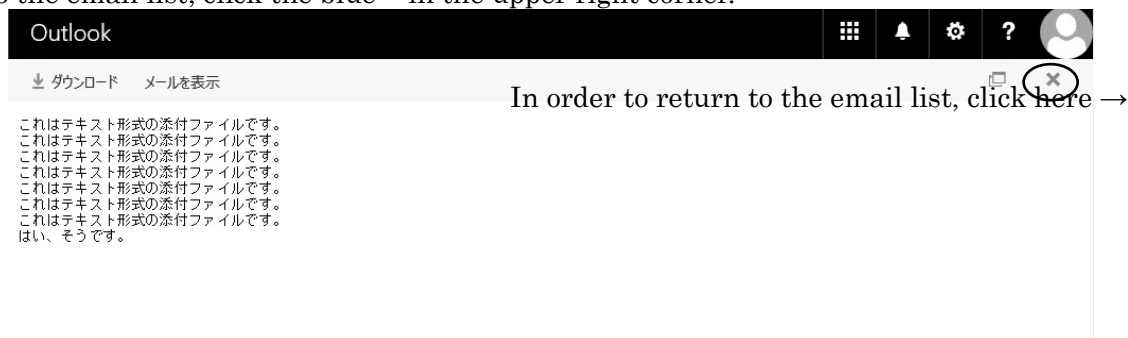 the email list, click the blue × in the upper right corner.
Outlook
?
ダウンロード メールを表示
In order to return to the email list, click here →
これはテキスト形式の添付ファイルです。
これはテキスト形式の添付ファイルです。
これはテキスト形式の添付ファイルです。
これはテキスト形式の添付ファイルです。
これはテキスト形式の添付ファイルです。
これはテキスト形式の添付ファイルです。
これはテキスト形式の添付ファイルです。
はい、そうです。